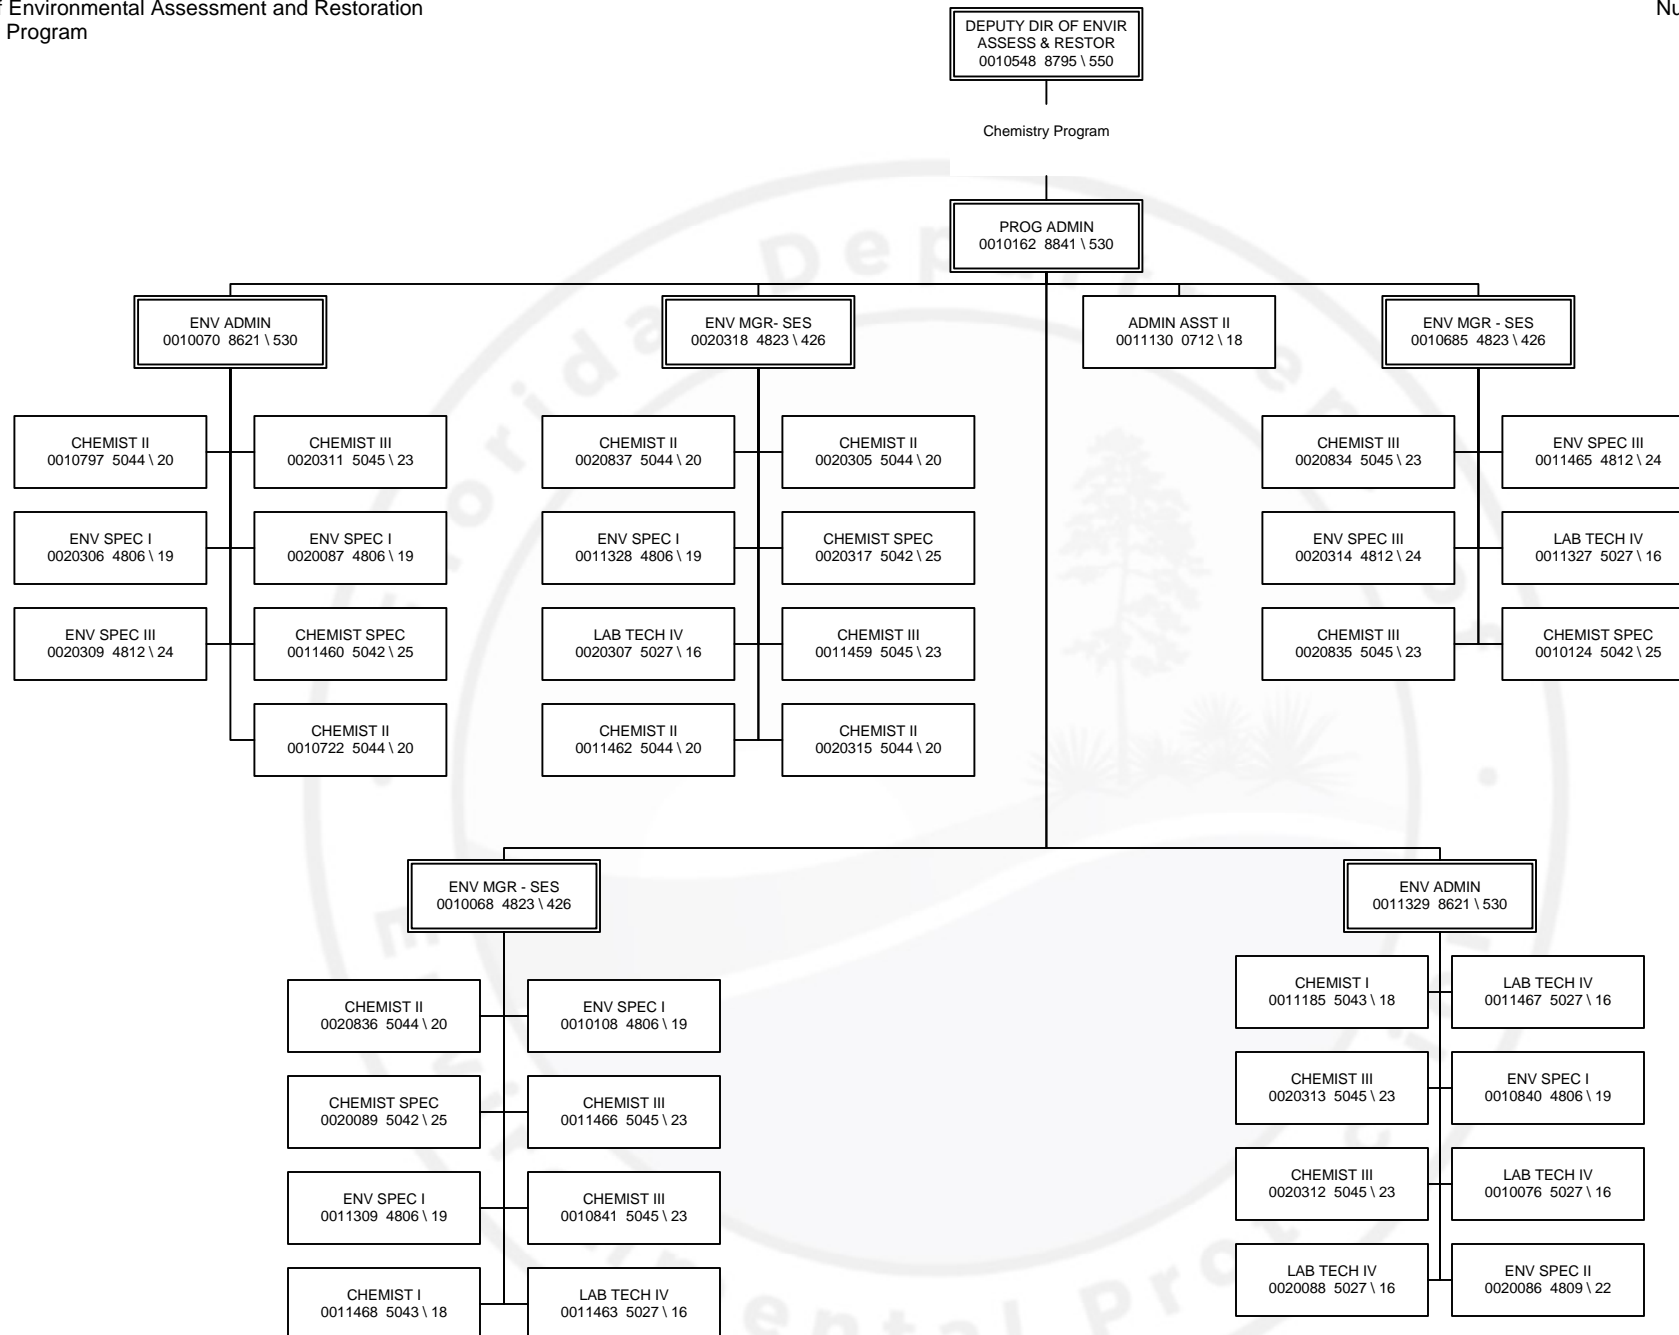 f Environmental Assessment and Restoration
Program
Nu
DEPUTY DIR OF ENVIR
ASSESS & RESTOR
0010548 8795 \ 550
Chemistry Program
PROG ADMIN
0010162 8841 \ 530
ENV ADMIN
0010070 8621 \ 530
ENV MGR- SES
0020318 4823 \ 426
ADMIN ASST II
0011130 0712 \ 18
ENV MGR - SES
0010685 4823 \ 426
CHEMIST II
0010797 5044 \ 20
CHEMIST III
0020311 5045 \ 23
CHEMIST II
0020837 5044 \ 20
CHEMIST II
0020305 5044 \ 20
CHEMIST III
0020834 5045 \ 23
ENV SPEC III
0011465 4812 \ 24
ENV SPEC I
0020306 4806 \ 19
ENV SPEC I
0020087 4806 \ 19
ENV SPEC I
0011328 4806 \ 19
CHEMIST SPEC
0020317 5042 \ 25
ENV SPEC III
0020314 4812 \ 24
LAB TECH IV
0011327 5027 \ 16
ENV SPEC III
0020309 4812 \ 24
CHEMIST SPEC
0011460 5042 \ 25
LAB TECH IV
0020307 5027 \ 16
CHEMIST III
0011459 5045 \ 23
CHEMIST III
0020835 5045 \ 23
CHEMIST SPEC
0010124 5042 \ 25
CHEMIST II
0010722 5044 \ 20
CHEMIST II
0011462 5044 \ 20
CHEMIST II
0020315 5044 \ 20
ENV MGR - SES
0010068 4823 \ 426
ENV ADMIN
0011329 8621 \ 530
CHEMIST II
0020836 5044 \ 20
ENV SPEC I
0010108 4806 \ 19
CHEMIST I
0011185 5043 \ 18
LAB TECH IV
0011467 5027 \ 16
CHEMIST SPEC
0020089 5042 \ 25
CHEMIST III
0011466 5045 \ 23
CHEMIST III
0020313 5045 \ 23
ENV SPEC I
0010840 4806 \ 19
ENV SPEC I
0011309 4806 \ 19
CHEMIST III
0010841 5045 \ 23
CHEMIST III
0020312 5045 \ 23
LAB TECH IV
0010076 5027 \ 16
CHEMIST I
0011468 5043 \ 18
LAB TECH IV
0011463 5027 \ 16
LAB TECH IV
0020088 5027 \ 16
ENV SPEC II
0020086 4809 \ 22